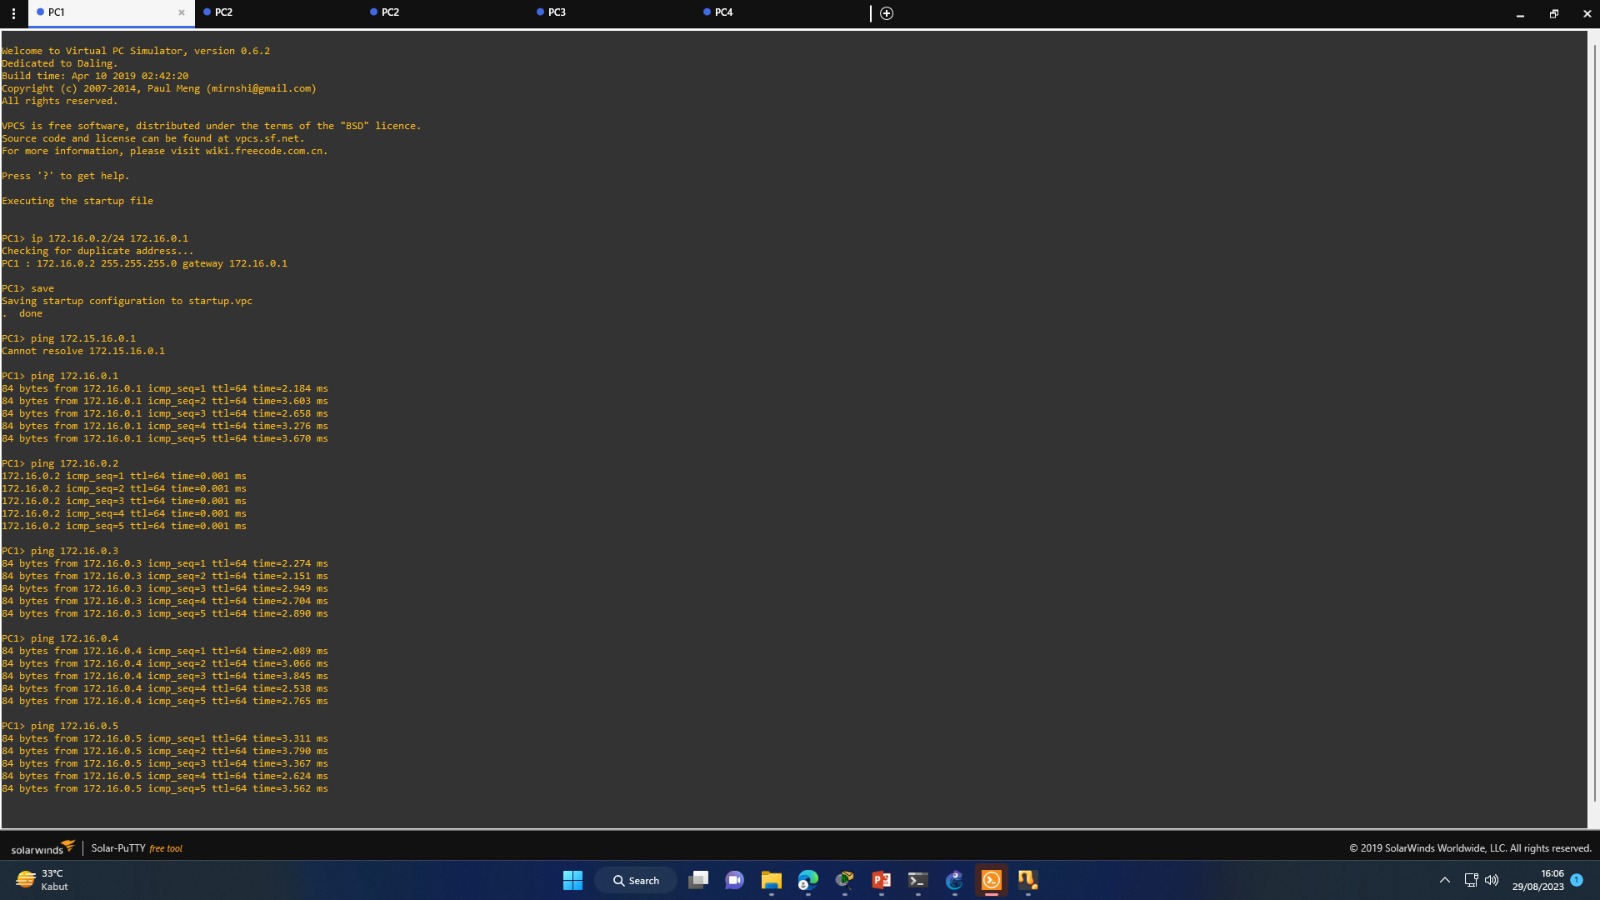 PC1
PC2
PC2
PC3
PC4
Welcome to Virtual PC Simulator, version 0.6.2
Dedicated to Daling.
Build time: Apr 10 2019 02:42:20
Copyright (c) 2007-2014, Paul Meng (mirnshi@gmail.com)
All rights reserved.
VPCS is free software, distributed under the terms of the "BSD" licence.
Source code and license can be found at vpcs.sf.net.
For more information, please visit wiki.freecode.com.cn.
Press '?' to get help.
Executing the startup file
PC1> ip 172.16.0.2/24 172.16.0.1
Checking for duplicate address...
PC1 : 172.16.0.2 255.255.255.0 gateway 172.16.0.1
PC1> save
Saving startup configuration to startup.vpc
.  done
PC1> ping 172.15.16.0.1
Cannot resolve 172.15.16.0.1
PC1> ping 172.16.0.1
84 bytes from 172.16.0.1 icmp_seq=1 ttl=64 time=2.184 ms
84 bytes from 172.16.0.1 icmp_seq=2 ttl=64 time=3.603 ms
84 bytes from 172.16.0.1 icmp_seq=3 ttl=64 time=2.658 ms
84 bytes from 172.16.0.1 icmp_seq=4 ttl=64 time=3.276 ms
84 bytes from 172.16.0.1 icmp_seq=5 ttl=64 time=3.670 ms
PC1> ping 172.16.0.2
172.16.0.2 icmp_seq=1 ttl=64 time=0.001 ms
172.16.0.2 icmp_seq=2 ttl=64 time=0.001 ms
172.16.0.2 icmp_seq=3 ttl=64 time=0.001 ms
172.16.0.2 icmp_seq=4 ttl=64 time=0.001 ms
172.16.0.2 icmp_seq=5 ttl=64 time=0.001 ms
PC1> ping 172.16.0.3
84 bytes from 172.16.0.3 icmp_seq=1 ttl=64 time=2.274 ms
84 bytes from 172.16.0.3 icmp_seq=2 ttl=64 time=2.151 ms
84 bytes from 172.16.0.3 icmp_seq=3 ttl=64 time=2.949 ms
84 bytes from 172.16.0.3 icmp_seq=4 ttl=64 time=2.704 ms
84 bytes from 172.16.0.3 icmp_seq=5 ttl=64 time=2.890 ms
PC1> ping 172.16.0.4
84 bytes from 172.16.0.4 icmp_seq=1 ttl=64 time=2.089 ms
84 bytes from 172.16.0.4 icmp_seq=2 ttl=64 time=3.066 ms
84 bytes from 172.16.0.4 icmp_seq=3 ttl=64 time=3.845 ms
84 bytes from 172.16.0.4 icmp_seq=4 ttl=64 time=2.538 ms
84 bytes from 172.16.0.4 icmp_seq=5 ttl=64 time=2.765 ms
PC1> ping 172.16.0.5
84 bytes from 172.16.0.5 icmp_seq=1 ttl=64 time=3.311 ms
84 bytes from 172.16.0.5 icmp_seq=2 ttl=64 time=3.790 ms
84 bytes from 172.16.0.5 icmp_seq=3 ttl=64 time=3.367 ms
84 bytes from 172.16.0.5 icmp_seq=4 ttl=64 time=2.624 ms
84 bytes from 172.16.0.5 icmp_seq=5 ttl=64 time=3.562 ms
solarwinds | Solar-PuTTY free tool
© 2019 SolarWinds Worldwide, LLC. All rights reserved.
33°C
Kabut
Search
16:06
29/08/2023
1